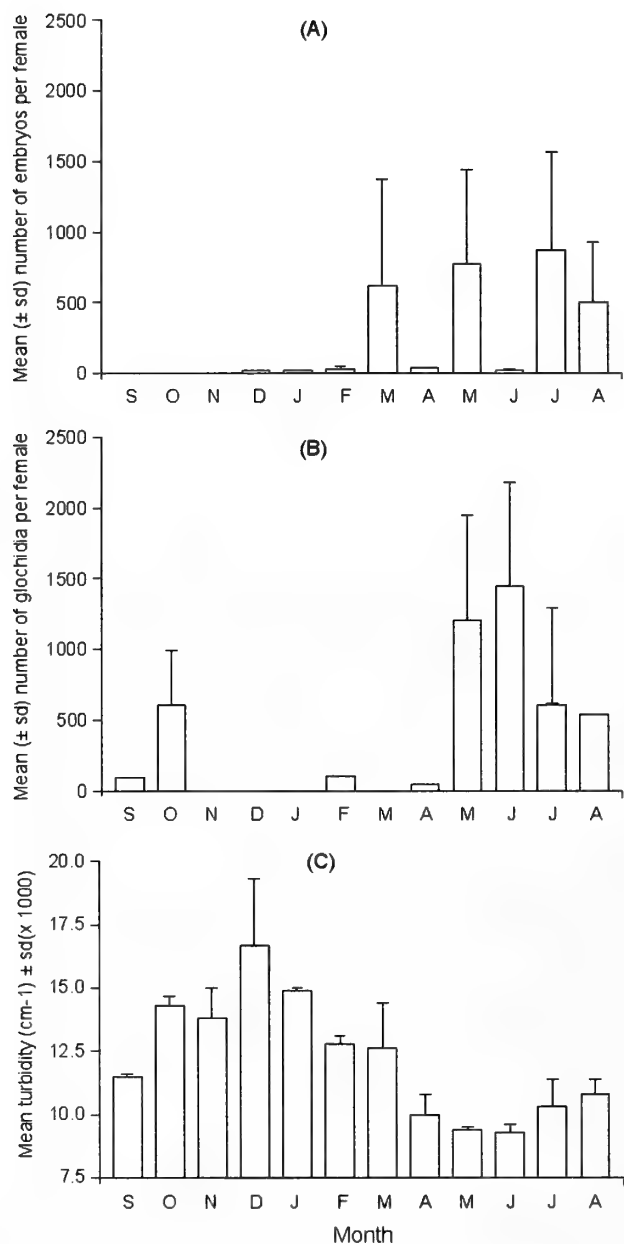 (A)
Mean (± sd) number of embryos per female
2500
2000
1500
1000
500
0
S O N D J F M A M J J A
(B)
Mean (± sd) number of glochidia per female
2500
2000
1500
1000
500
0
S O N D J F M A M J J A
(C)
Mean turbidity (cm-1) ± sd(x 1000)
20.0
17.5
15.0
12.5
10.0
7.5
S O N D J F M A M J J A
Month